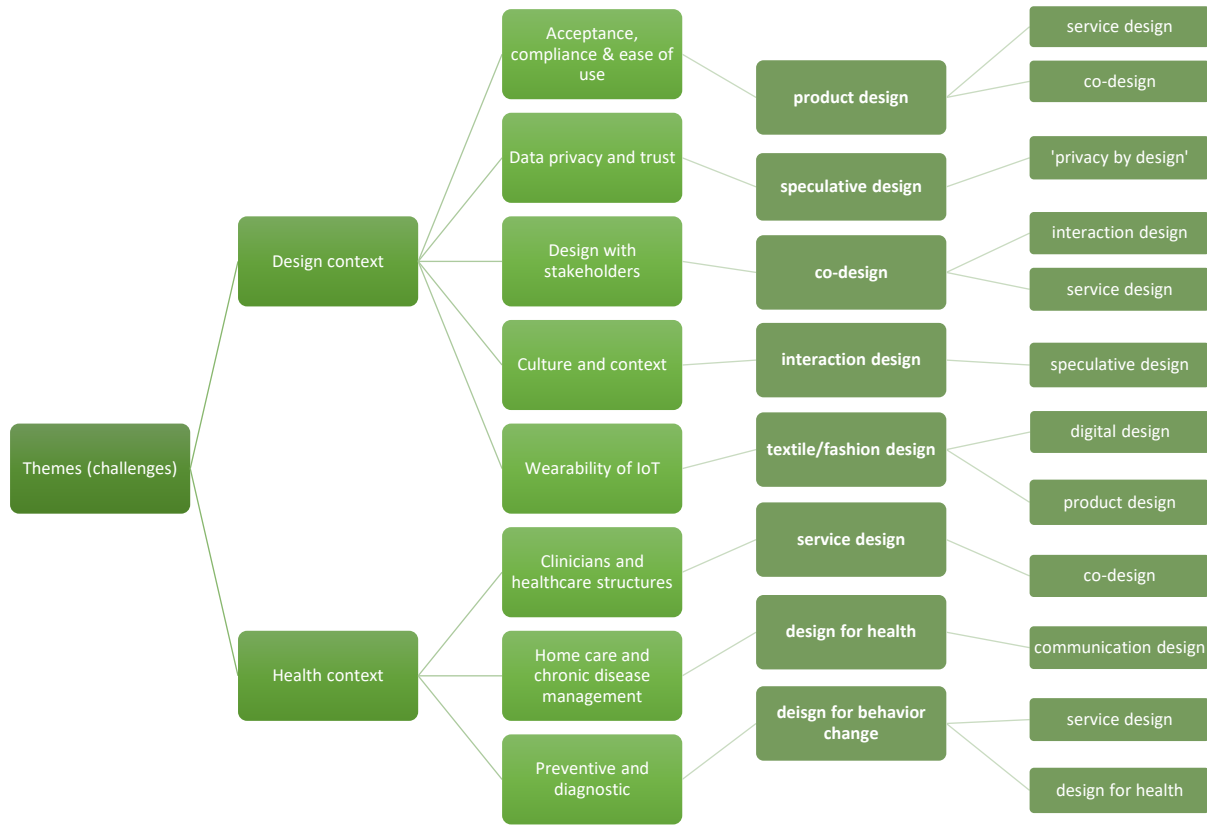 Themes (challenges)
Design context
Acceptance,
compliance & ease of
use
product design
service design
co-design
Data privacy and trust
speculative design
'privacy by design'
Design with
stakeholders
co-design
interaction design
service design
Culture and context
interaction design
speculative design
Wearability of IoT
textile/fashion design
digital design
product design
Health context
Clinicians and
healthcare structures
service design
co-design
Home care and
chronic disease
management
design for health
communication design
Preventive and
diagnostic
deisgn for behavior
change
service design
design for health